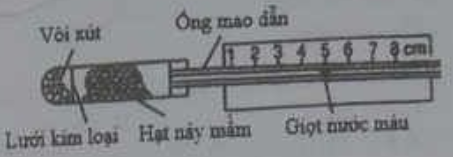 Vôi xút
Ống mao dẫn
1 2 3 4 5 6 7 8 cm
Lưới kim loại
Hạt nảy mầm
Giọt nước màu